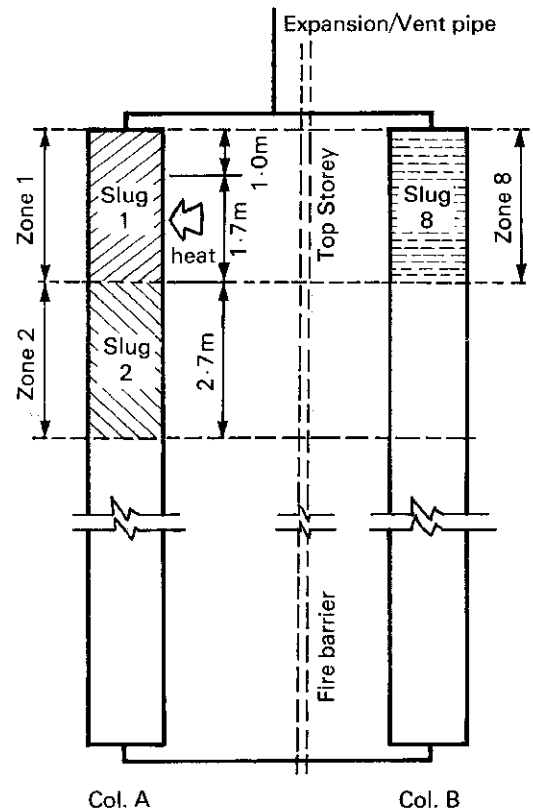 Expansion/Vent pipe
Zone 1
Slug
1
heat
1·0m
1·7m
Top Storey
Slug
8
Zone 8
Zone 2
Slug
2
2·7m
Fire barrier
Col. A
Col. B